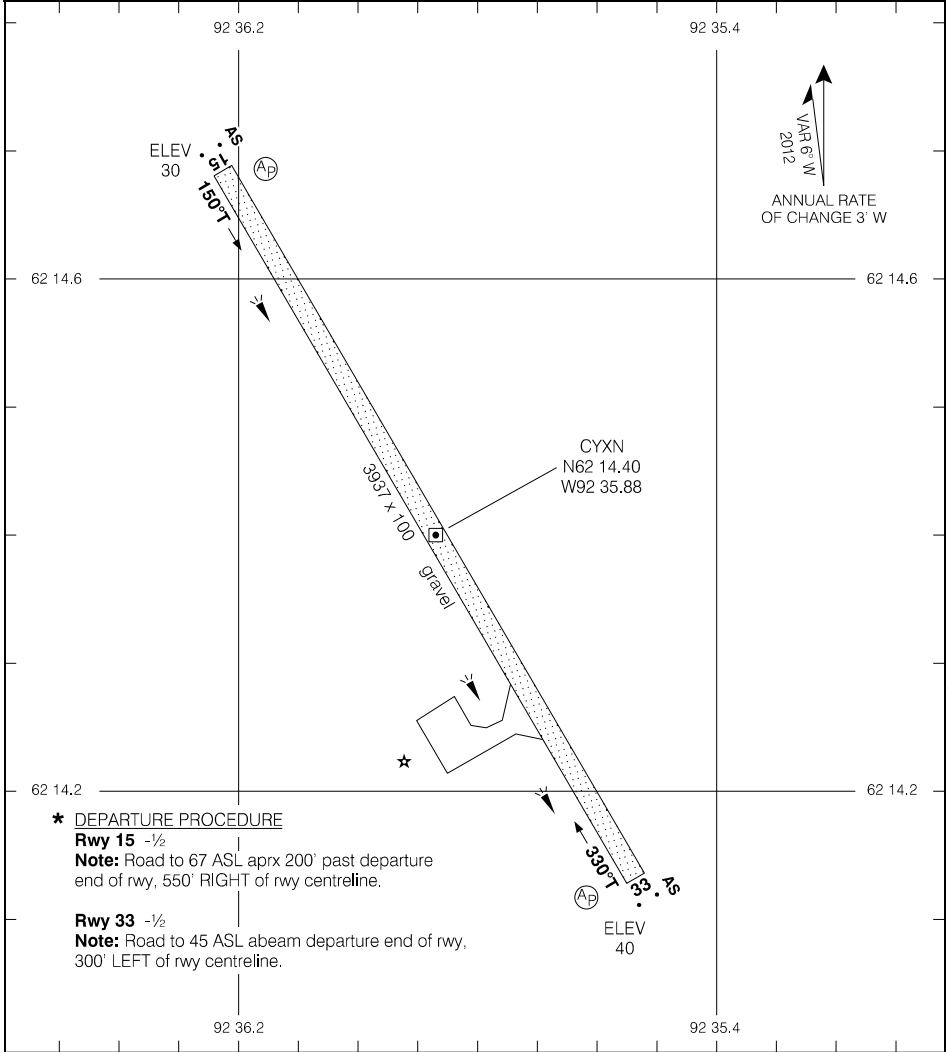 92 36.2
92 35.4
VAR 6° W
2012
ANNUAL RATE
OF CHANGE 3' W
AS
ELEV
30
15
AP
150°T
62 14.6
62 14.6
CYXN
N62 14.40
W92 35.88
3937 x 100
gravel
62 14.2
62 14.2
* DEPARTURE PROCEDURE
Rwy 15 -½
Note: Road to 67 ASL aprx 200' past departure
end of rwy, 550' RIGHT of rwy centreline.
Rwy 33 -½
Note: Road to 45 ASL abeam departure end of rwy,
300' LEFT of rwy centreline.
330°T
33
AS
AP
ELEV
40
92 36.2
92 35.4